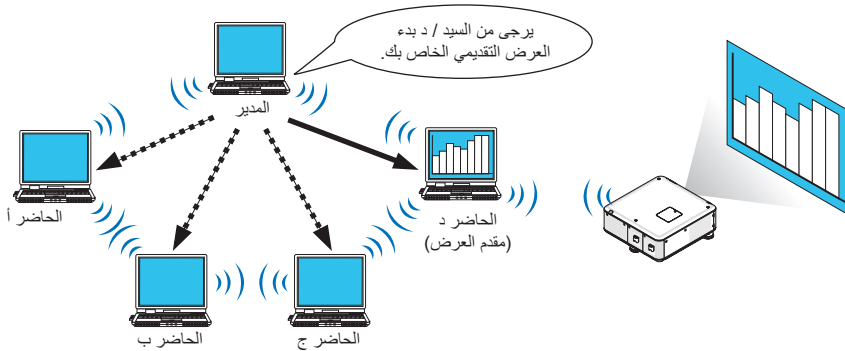 يرجى من السيد / د بدء
العرض التقديمي الخاص بك.
المدير
الحاضر أ
الحاضر د
(مقدم العرض)
الحاضر ب
الحاضر ج